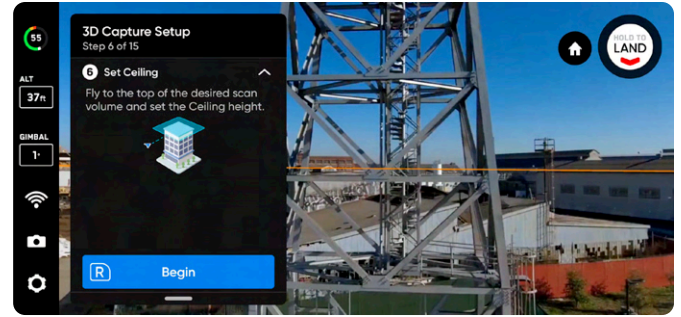 55
3D Capture Setup
Step 6 of 15
HOLD TO
LAND
6 Set Ceiling
ALT
37ft
Fly to the top of the desired scan
volume and set the Ceiling height.
GIMBAL
1°
R Begin